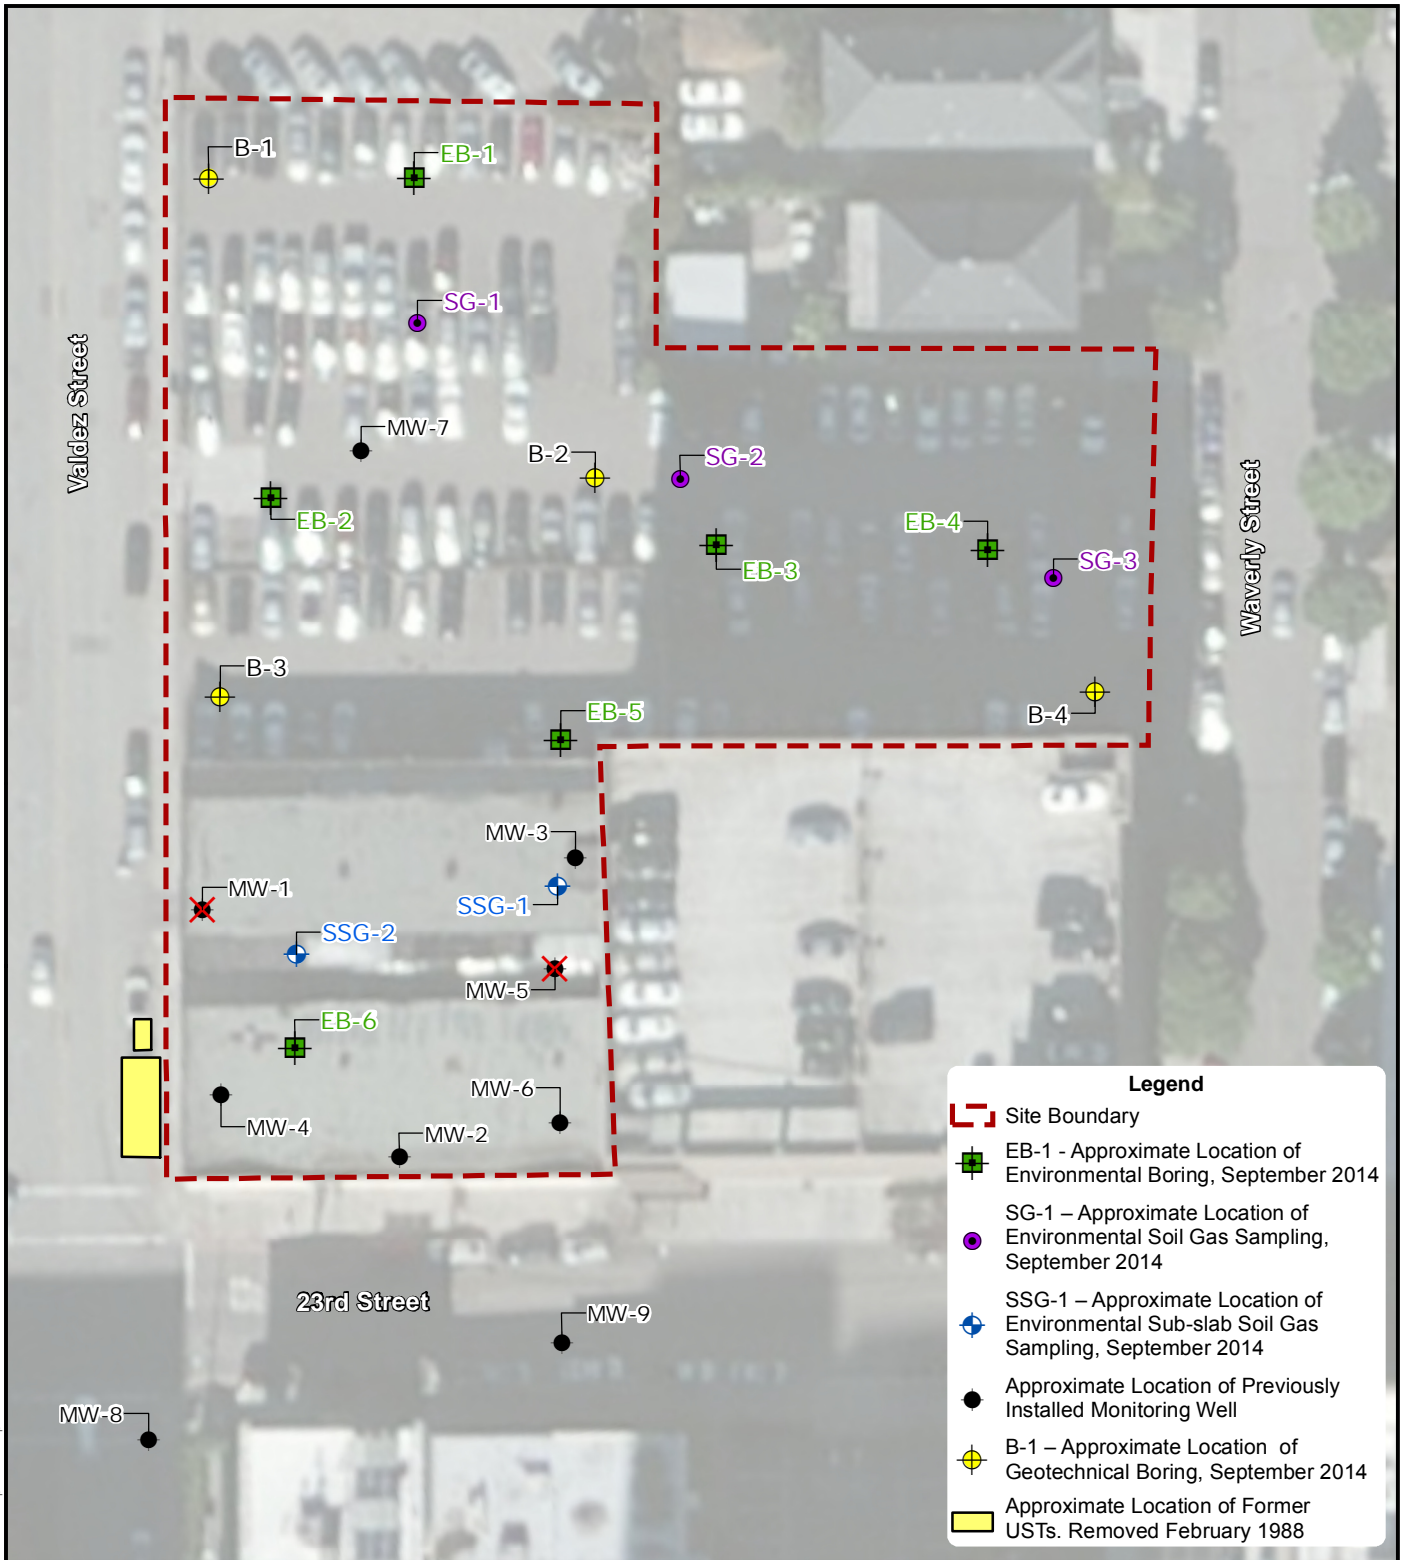 B-1
EB-1
SG-1
Valdez Street
MW-7
B-2
SG-2
EB-2
EB-4
EB-3
SG-3
Waverly Street
B-3
EB-5
B-4
MW-3
MW-1
SSG-1
SSG-2
MW-5
EB-6
MW-6
MW-4
MW-2
23rd Street
MW-9
MW-8
Legend
Site Boundary
EB-1 - Approximate Location of
Environmental Boring, September 2014
SG-1 – Approximate Location of
Environmental Soil Gas Sampling,
September 2014
SSG-1 – Approximate Location of
Environmental Sub-slab Soil Gas
Sampling, September 2014
Approximate Location of Previously
Installed Monitoring Well
B-1 – Approximate Location of
Geotechnical Boring, September 2014
Approximate Location of Former
USTs. Removed February 1988